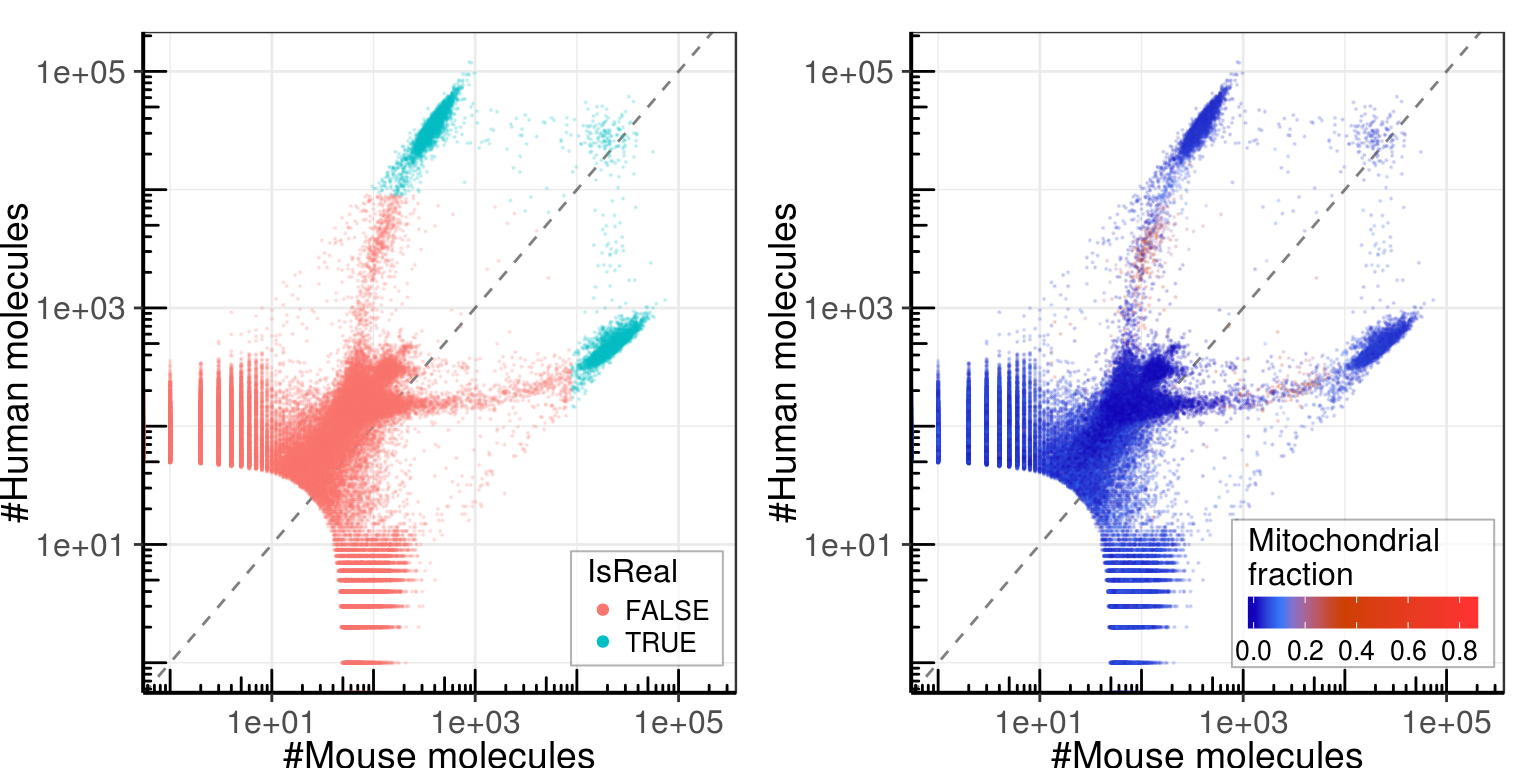 1e+05
1e+03
1e+01
#Human molecules
1e+01 1e+03 1e+05
#Mouse molecules
IsReal
FALSE
TRUE
1e+05
1e+03
1e+01
#Human molecules
1e+01 1e+03 1e+05
#Mouse molecules
Mitochondrial
fraction
0.0 0.2 0.4 0.6 0.8